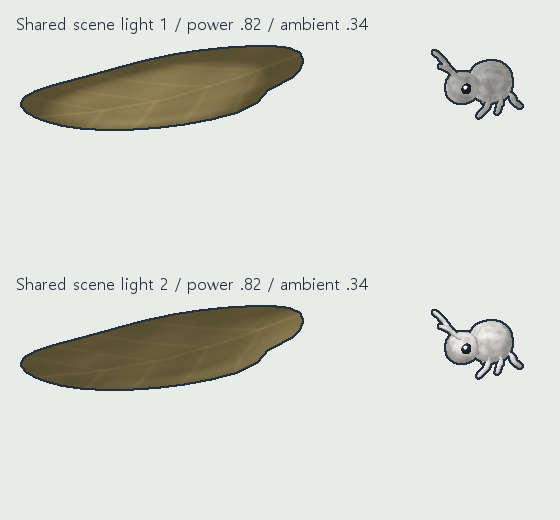 Shared scene light 1 / power .82 / ambient .34
Shared scene light 2 / power .82 / ambient .34